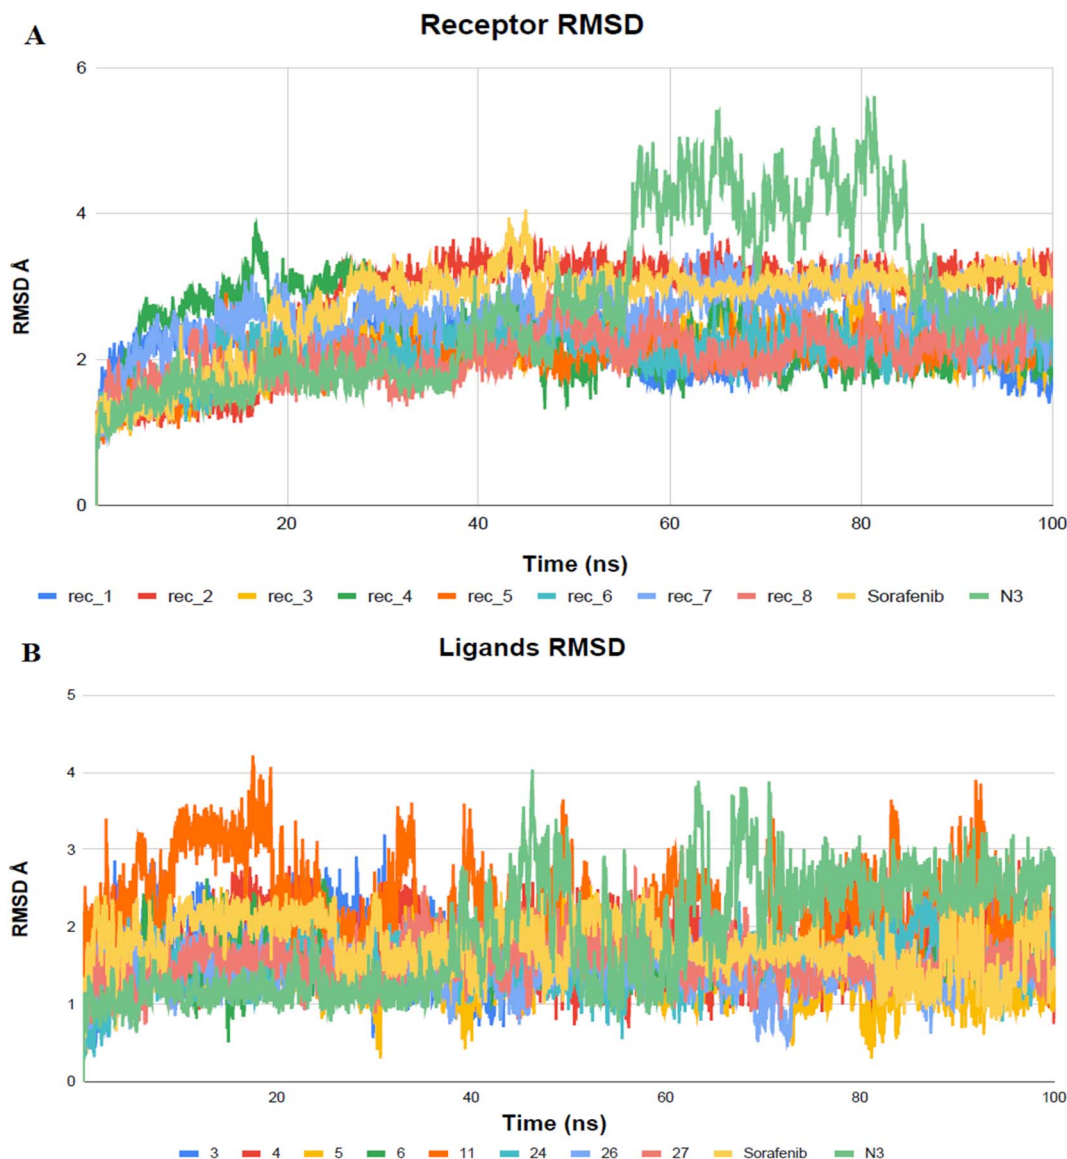 A
Receptor RMSD
6
4
2
0
RMSD Å
20 40 60 80 100
Time (ns)
rec_1 rec_2 rec_3 rec_4 rec_5 rec_6 rec_7 rec_8 Sorafenib N3
B
Ligands RMSD
5
4
3
2
1
0
RMSD Å
20 40 60 80 100
Time (ns)
3 4 5 6 11 24 26 27 Sorafenib N3